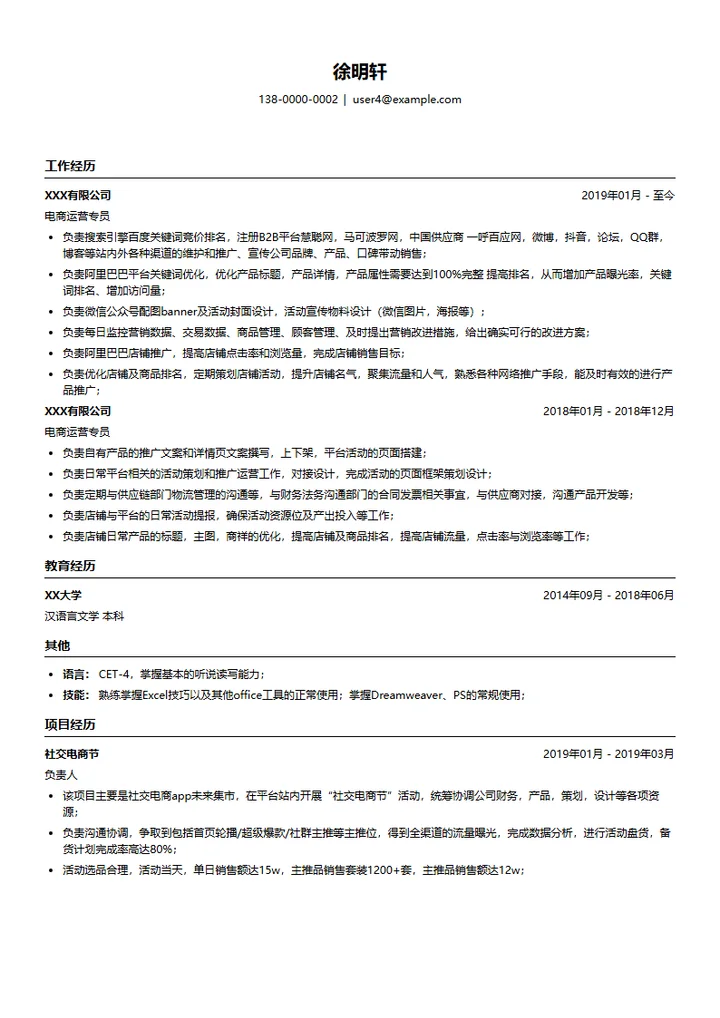 徐明轩
138-0000-0002 | user4@example.com
工作经历
XXX有限公司 2019年01月 - 至今
电商运营专员
• 负责搜索引擎百度关键词竞价排名，注册B2B平台慧聪网，马可波罗网，中国供应商 一呼百应网，微博，抖音，论坛，QQ群，
博客等站内外各种渠道的维护和推广、宣传公司品牌、产品、口碑带动销售；
• 负责阿里巴巴平台关键词优化，优化产品标题，产品详情，产品属性需要达到100%完整 提高排名，从而增加产品曝光率，关键
词排名、增加访问量；
• 负责微信公众号配图banner及活动封面设计，活动宣传物料设计（微信图片，海报等）；
• 负责每日监控营销数据、交易数据、商品管理、顾客管理、及时提出营销改进措施，给出确实可行的改进方案；
• 负责阿里巴巴店铺推广，提高店铺点击率和浏览量，完成店铺销售目标；
• 负责优化店铺及商品排名，定期策划店铺活动，提升店铺名气，聚集流量和人气，熟悉各种网络推广手段，能及时有效的进行产
品推广；
XXX有限公司 2018年01月 - 2018年12月
电商运营专员
• 负责自有产品的推广文案和详情页文案撰写，上下架，平台活动的页面搭建；
• 负责日常平台相关的活动策划和推广运营工作，对接设计，完成活动的页面框架策划设计；
• 负责定期与供应链部门物流管理的沟通等，与财务法务沟通部门的合同发票相关事宜，与供应商对接，沟通产品开发等；
• 负责店铺与平台的日常活动提报，确保活动资源位及产出投入等工作；
• 负责店铺日常产品的标题，主图，商祥的优化，提高店铺及商品排名，提高店铺流量，点击率与浏览率等工作；
教育经历
XX大学 2014年09月 - 2018年06月
汉语言文学 本科
其他
• 语言： CET-4，掌握基本的听说读写能力；
• 技能： 熟练掌握Excel技巧以及其他office工具的正常使用；掌握Dreamweaver、PS的常规使用；
项目经历
社交电商节 2019年01月 - 2019年03月
负责人
• 该项目主要是社交电商app未来集市，在平台站内开展“社交电商节”活动，统筹协调公司财务，产品，策划，设计等各项资
源；
• 负责沟通协调，争取到包括首页轮播/超级爆款/社群主推等主推位，得到全渠道的流量曝光，完成数据分析，进行活动盘货，备
货计划完成率高达80%；
• 活动选品合理，活动当天，单日销售额达15w，主推品销售套装1200+套，主推品销售额达12w；